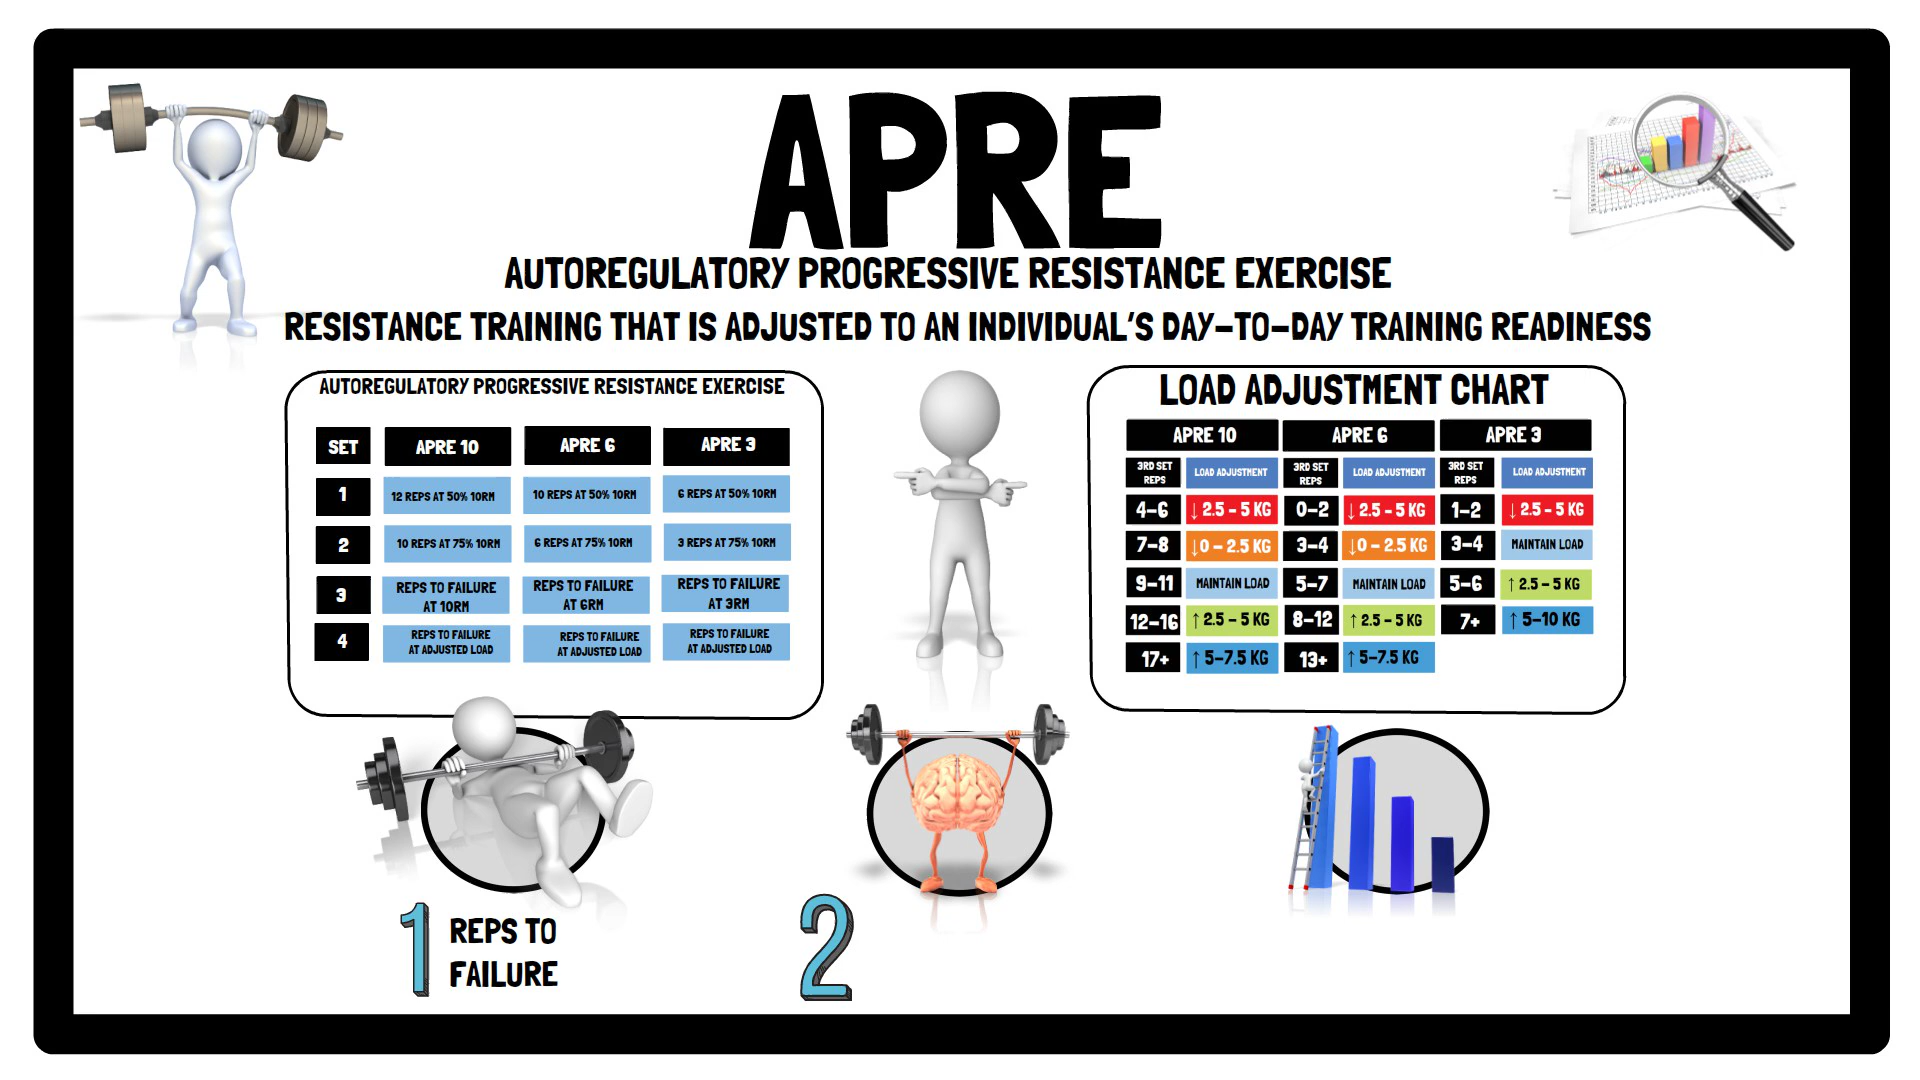 APRE
AUTOREGULATORY PROGRESSIVE RESISTANCE EXERCISE
RESISTANCE TRAINING THAT IS ADJUSTED TO AN INDIVIDUAL'S DAY-TO-DAY TRAINING READINESS
AUTOREGULATORY PROGRESSIVE RESISTANCE EXERCISE
SET APRE 10 APRE 6 APRE 3
1 12 REPS AT 50% 10RM 10 REPS AT 50% 10RM 6 REPS AT 50% 10RM
2 10 REPS AT 75% 10RM 6 REPS AT 75% 10RM 3 REPS AT 75% 10RM
3 REPS TO FAILURE AT 10RM REPS TO FAILURE AT 6RM REPS TO FAILURE AT 3RM
4 REPS TO FAILURE AT ADJUSTED LOAD REPS TO FAILURE AT ADJUSTED LOAD REPS TO FAILURE AT ADJUSTED LOAD
LOAD ADJUSTMENT CHART
APRE 10 APRE 6 APRE 3
3RD SET REPS LOAD ADJUSTMENT 3RD SET REPS LOAD ADJUSTMENT 3RD SET REPS LOAD ADJUSTMENT
4-6 ↓ 2.5 - 5 KG 0-2 ↓ 2.5 - 5 KG 1-2 ↓ 2.5 - 5 KG
7-8 ↓0 - 2.5 KG 3-4 ↓0 - 2.5 KG 3-4 MAINTAIN LOAD
9-11 MAINTAIN LOAD 5-7 MAINTAIN LOAD 5-6 ↑ 2.5 - 5 KG
12-16 ↑ 2.5 - 5 KG 8-12 ↑ 2.5 - 5 KG 7+ ↑ 5-10 KG
17+ ↑ 5-7.5 KG 13+ ↑ 5-7.5 KG
1 REPS TO
FAILURE
2